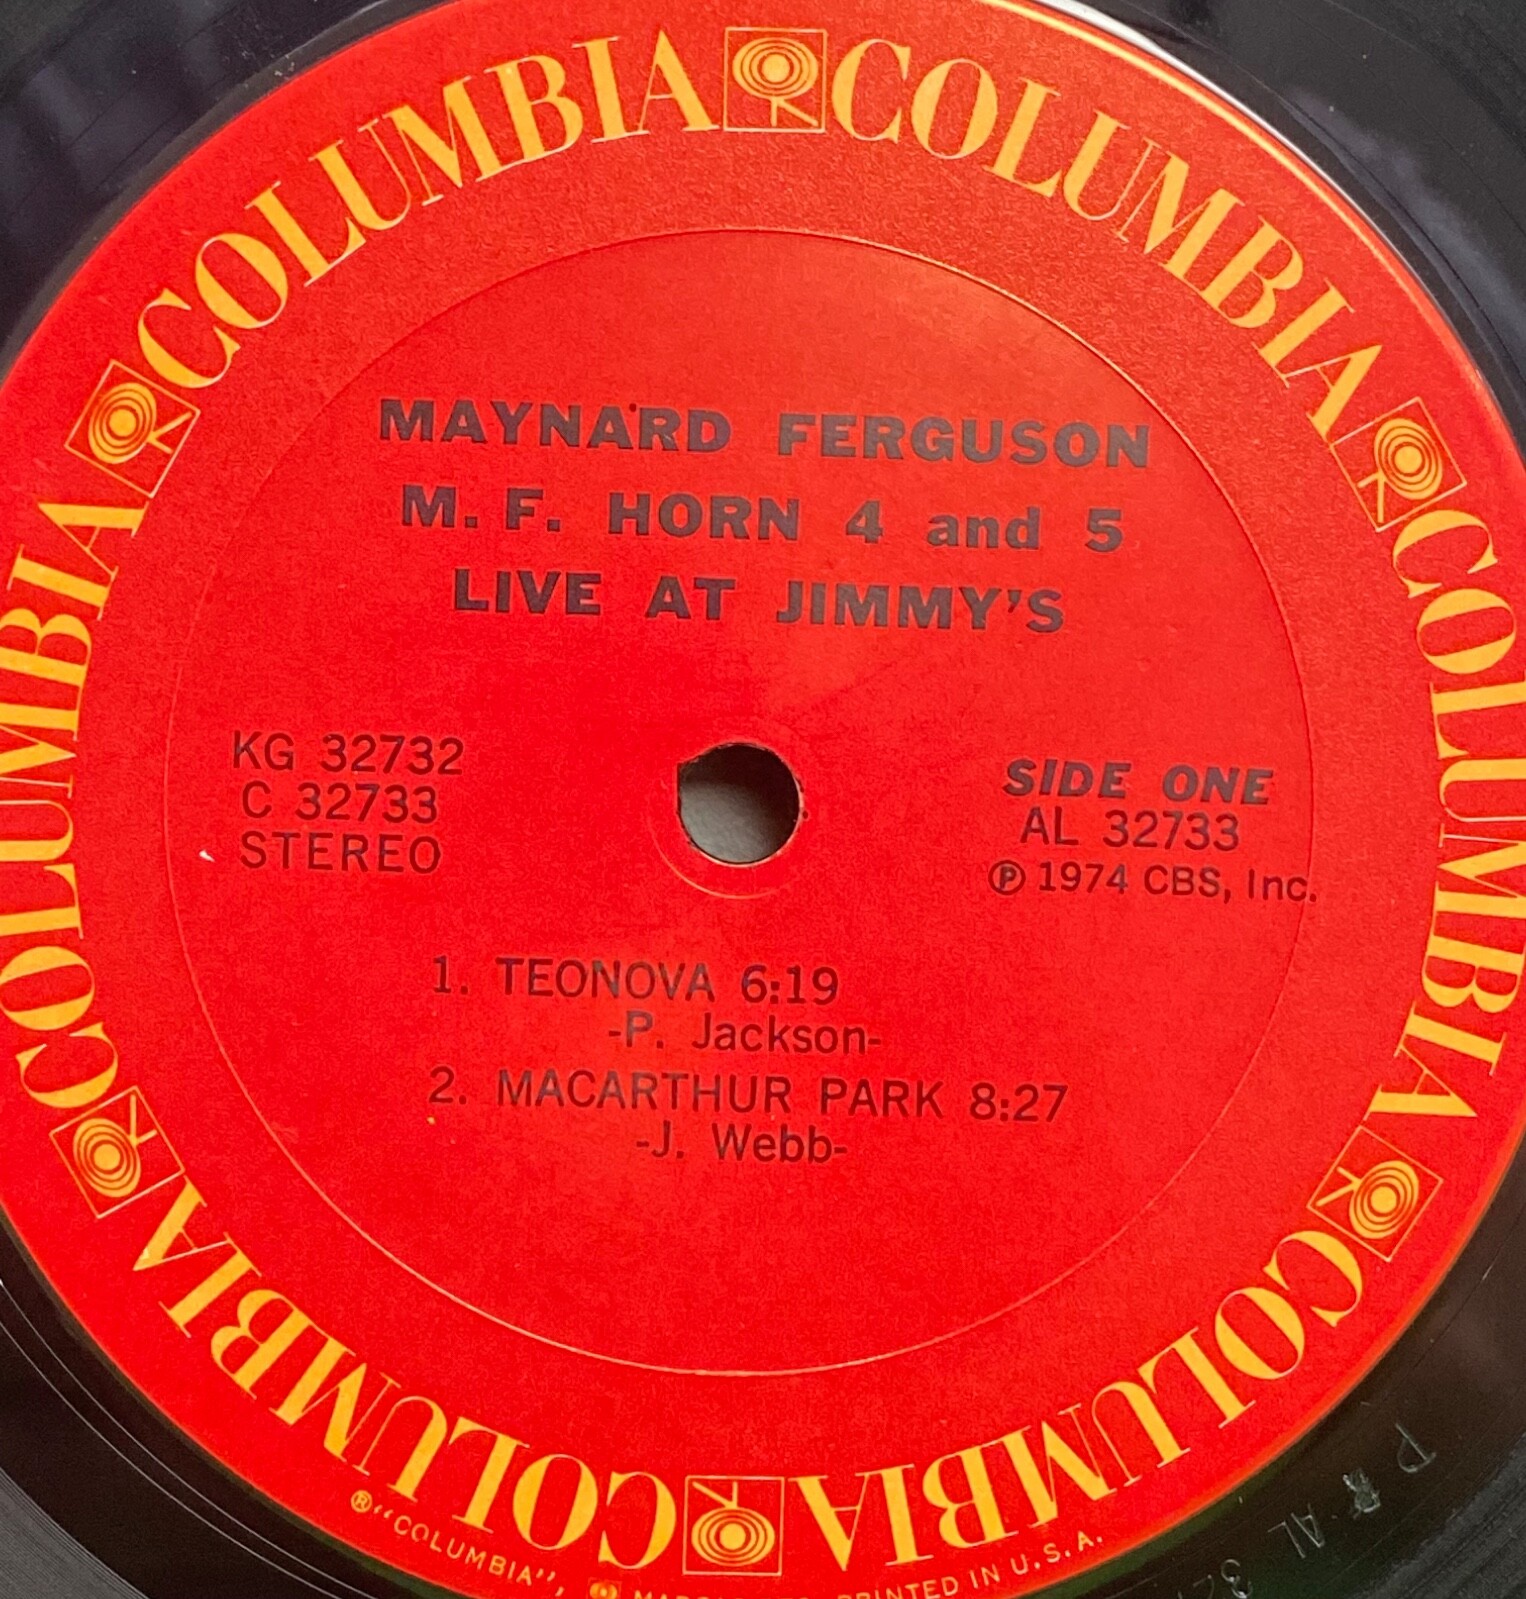 COLUMBIA COLUMBIA COLUMBIA COLUMBIA COLUMBIA COLUMBIA
MAYNARD FERGUSON
M. F. HORN 4 and 5
LIVE AT JIMMY'S
KG 32732
C 32733
STEREO
SIDE ONE
AL 32733
℗ 1974 CBS, Inc.
1. TEONOVA 6:19
-P. Jackson-
2. MACARTHUR PARK 8:27
-J. Webb-
®"COLUMBIA", PRINTED IN U.S.A.
P AL